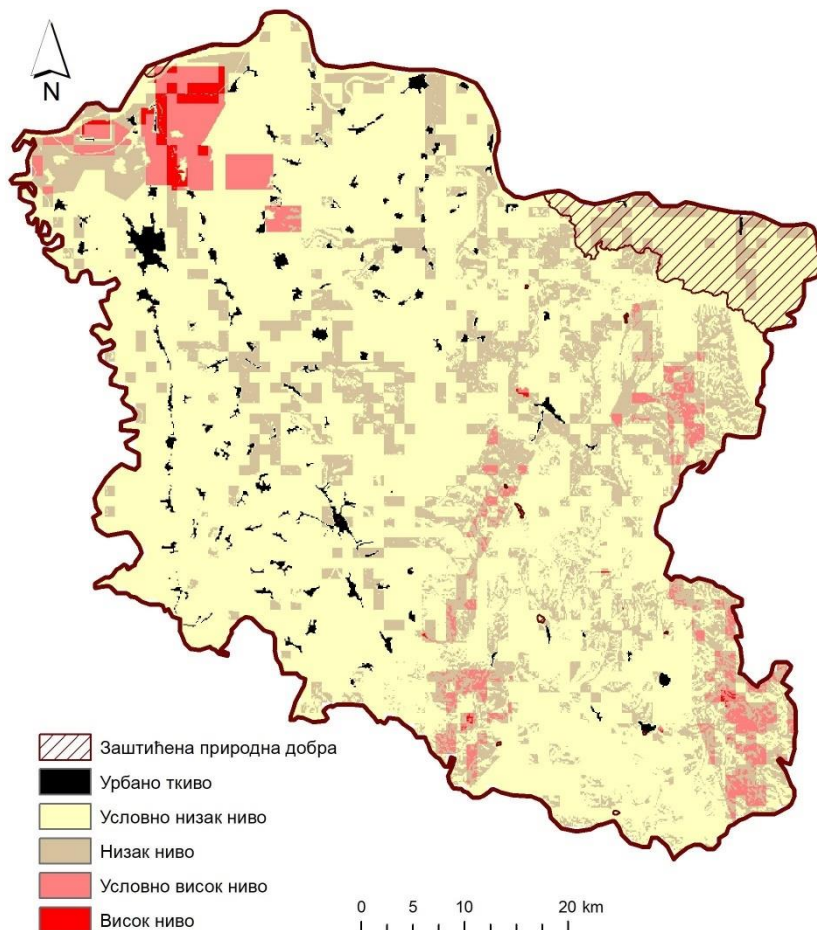 N
Заштићена природна добра
Урбано ткиво
Условно низак ниво
Низак ниво
Условно висок ниво
Висок ниво
0 5 10 20 km